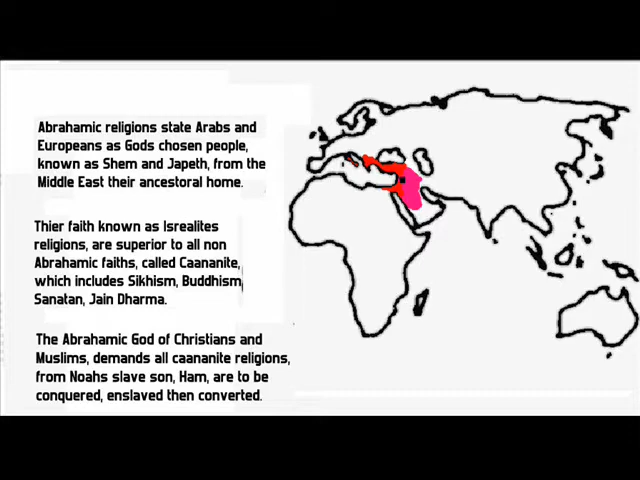 Abrahamic religions state Arabs and
Europeans as Gods chosen people,
known as Shem and Japeth, from the
Middle East their ancestoral home.
Thier faith known as Isrealites
religions, are superior to all non
Abrahamic faiths, called Caananite,
which includes Sikhism, Buddhism,
Sanatan, Jain Dharma.
The Abrahamic God of Christians and
Muslims, demands all caananite religions,
from Noahs slave son, Ham, are to be
conquered, enslaved then converted.